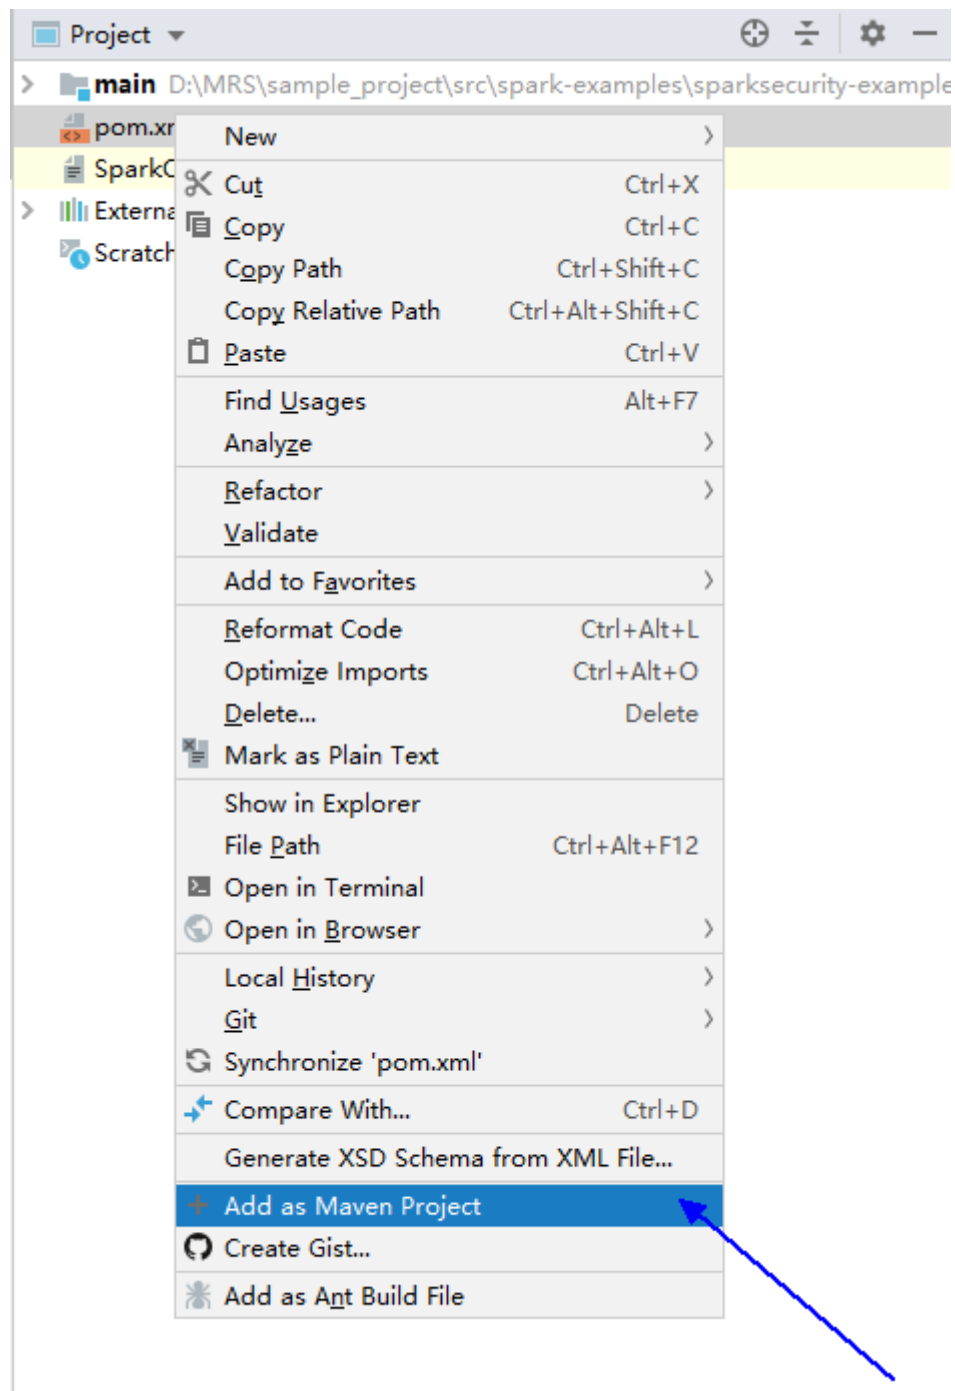 Project
main D:\MRS\sample_project\src\spark-examples\sparksecurity-example
pom.xr
New
SparkC
Cut Ctrl+X
Externa
Copy Ctrl+C
Scratch
Copy Path Ctrl+Shift+C
Copy Relative Path Ctrl+Alt+Shift+C
Paste Ctrl+V
Find Usages Alt+F7
Analyze
Refactor
Validate
Add to Favorites
Reformat Code Ctrl+Alt+L
Optimize Imports Ctrl+Alt+O
Delete... Delete
Mark as Plain Text
Show in Explorer
File Path Ctrl+Alt+F12
Open in Terminal
Open in Browser
Local History
Git
Synchronize 'pom.xml'
Compare With... Ctrl+D
Generate XSD Schema from XML File...
Add as Maven Project
Create Gist...
Add as Ant Build File